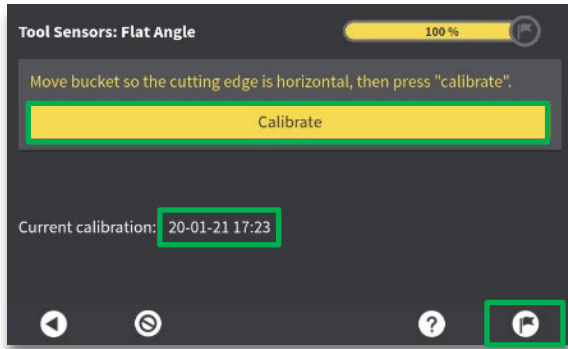 Tool Sensors: Flat Angle
100 %
Move bucket so the cutting edge is horizontal, then press "calibrate".
Calibrate
Current calibration: 20-01-21 17:23
?